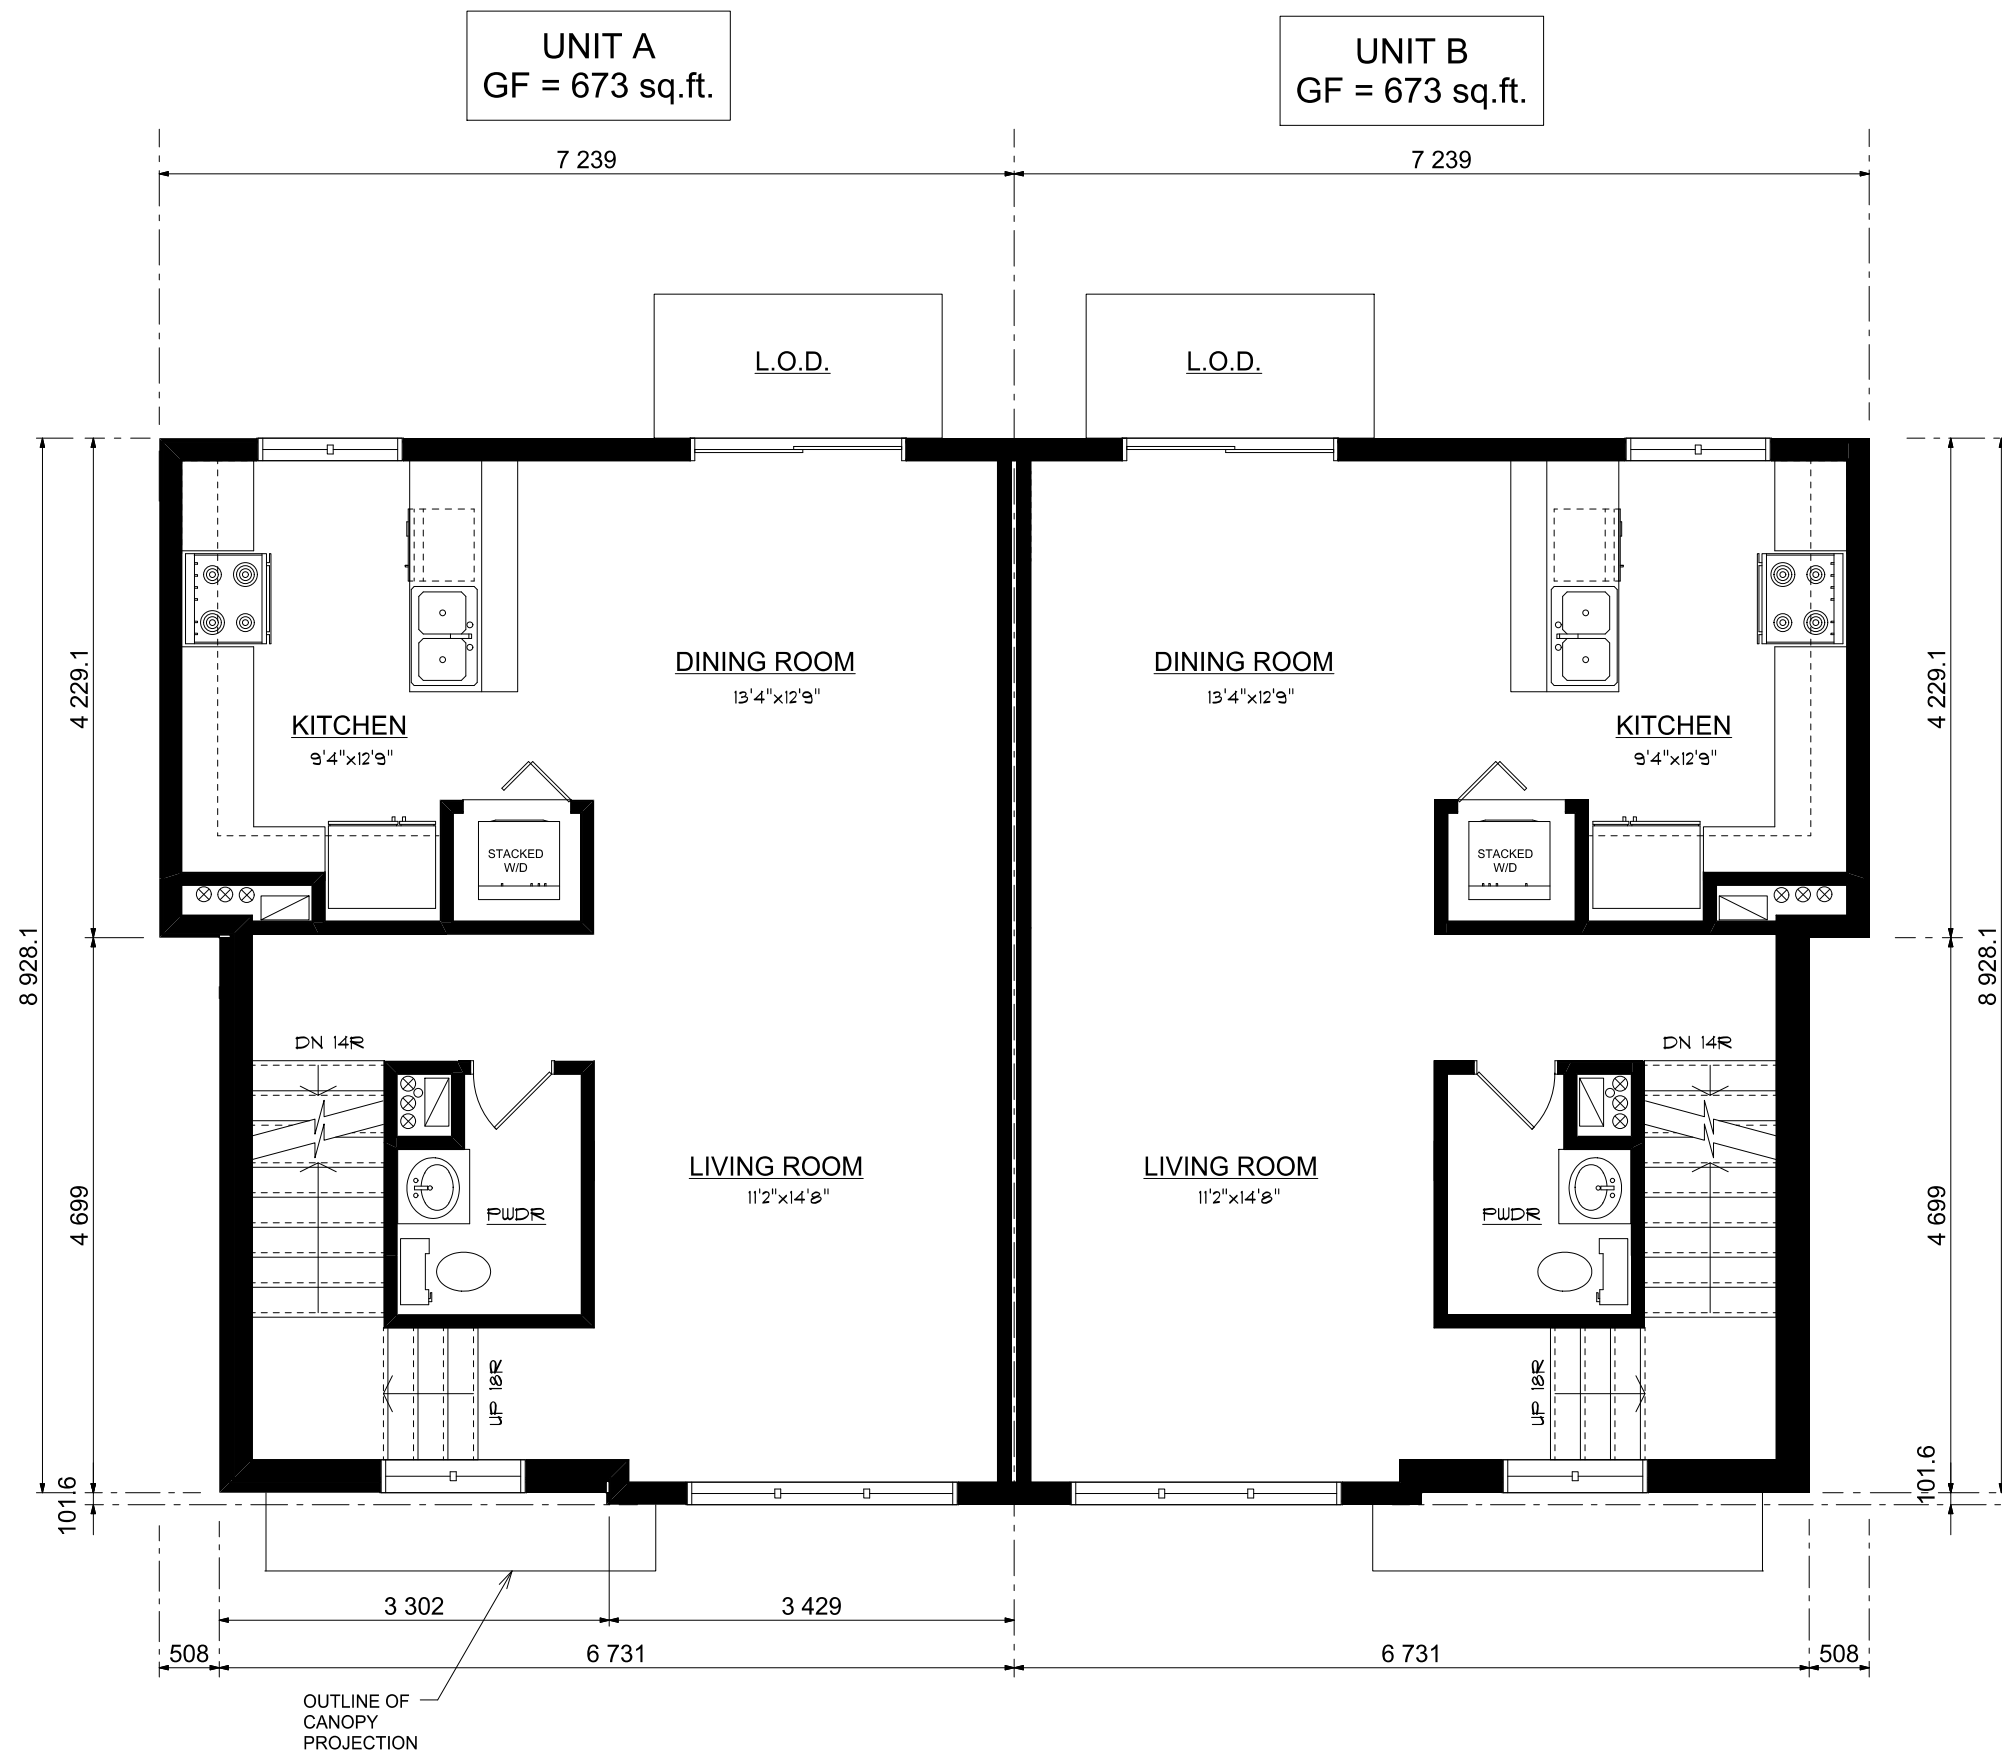 UNIT A
GF = 673 sq.ft.
UNIT B
GF = 673 sq.ft.
7 239
7 239
L.O.D.
L.O.D.
DINING ROOM
13'4"x12'9"
DINING ROOM
13'4"x12'9"
4 229.1
4 229.1
KITCHEN
9'4"x12'9"
KITCHEN
9'4"x12'9"
STACKED
W/D
STACKED
W/D
8 928.1
8 928.1
DN 14R
DN 14R
LIVING ROOM
11'2"x14'8"
LIVING ROOM
11'2"x14'8"
4 699
4 699
PWDR
PWDR
UP 18R
UP 18R
101.6
101.6
3 302
3 429
508
6 731
6 731
508
OUTLINE OF
CANOPY
PROJECTION